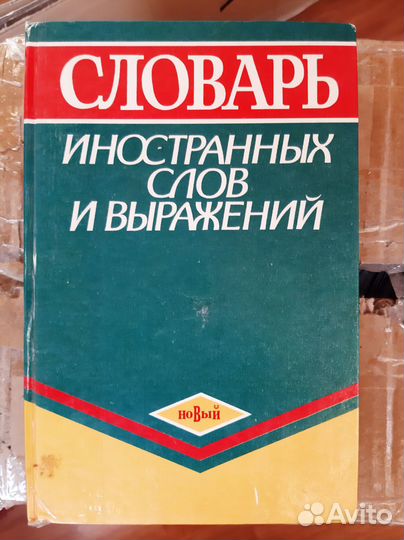 СЛОВАРЬ
ИНОСТРАННЫХ
СЛОВ
И ВЫРАЖЕНИЙ
НОВЫЙ
Avito